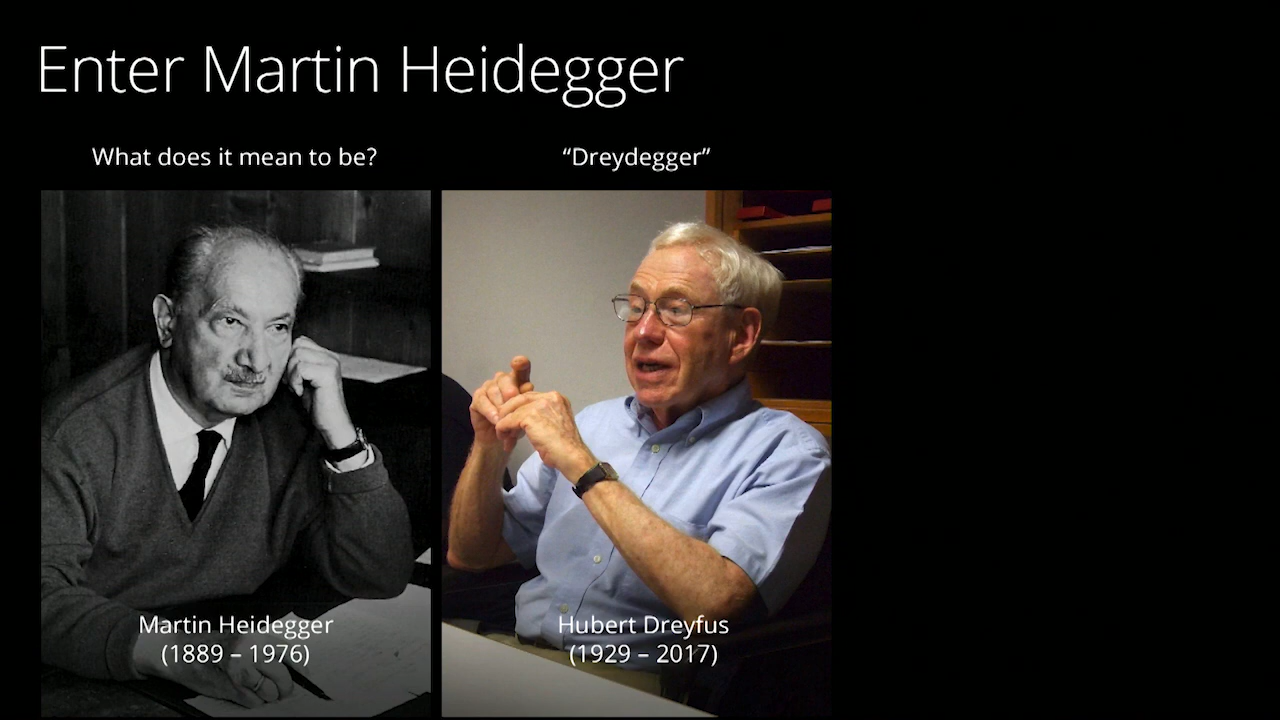 Enter Martin Heidegger
What does it mean to be?
“Dreydegger”
Martin Heidegger
(1889 – 1976)
Hubert Dreyfus
(1929 – 2017)